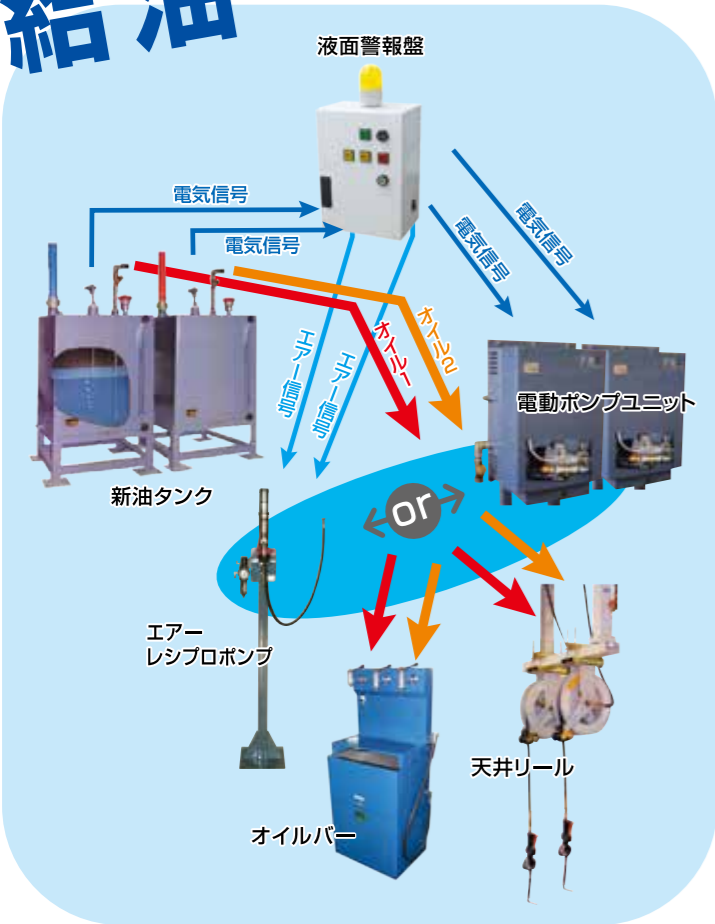 給油
液面警報盤
電気信号
電気信号
電気信号
電気信号
エアー信号
エアー信号
オイル1
オイル2
電動ポンプユニット
新油タンク
or
エアー
レシプロポンプ
天井リール
オイルバー